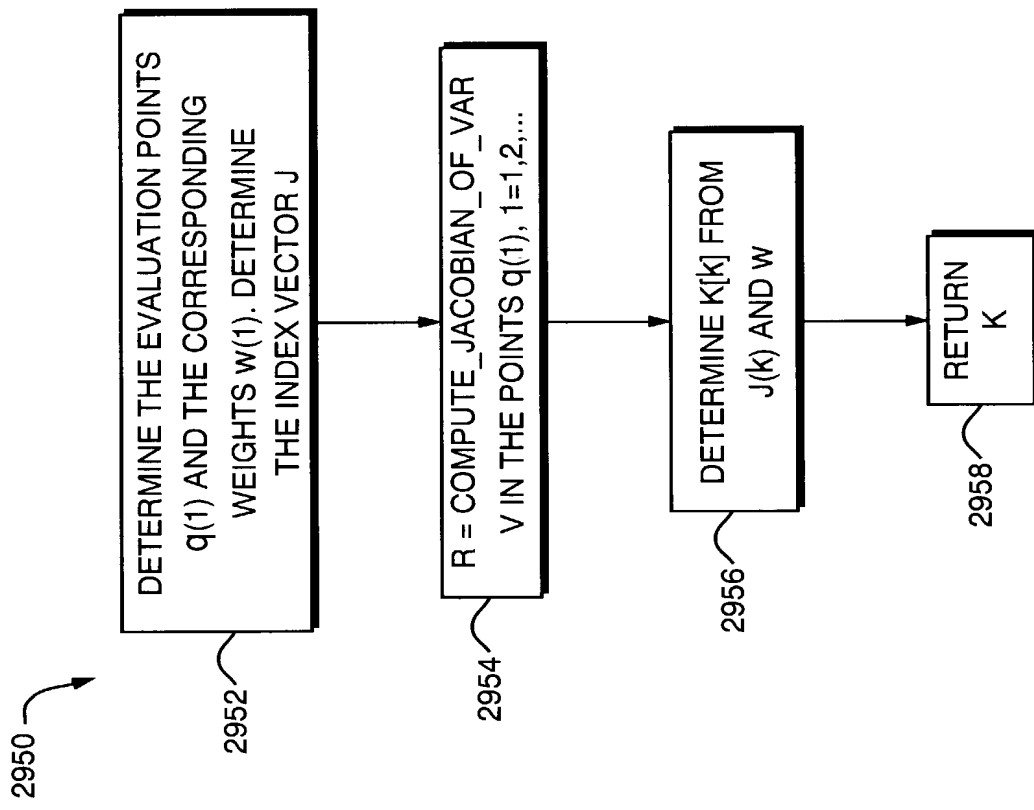 2950
DETERMINE THE EVALUATION POINTS
q(1) AND THE CORRESPONDING
WEIGHTS w(1). DETERMINE
THE INDEX VECTOR J
2952
R = COMPUTE_JACOBIAN_OF_VAR
V IN THE POINTS q(1), 1=1,2,...
2954
DETERMINE K[k] FROM
J(k) AND w
2956
RETURN
K
2958